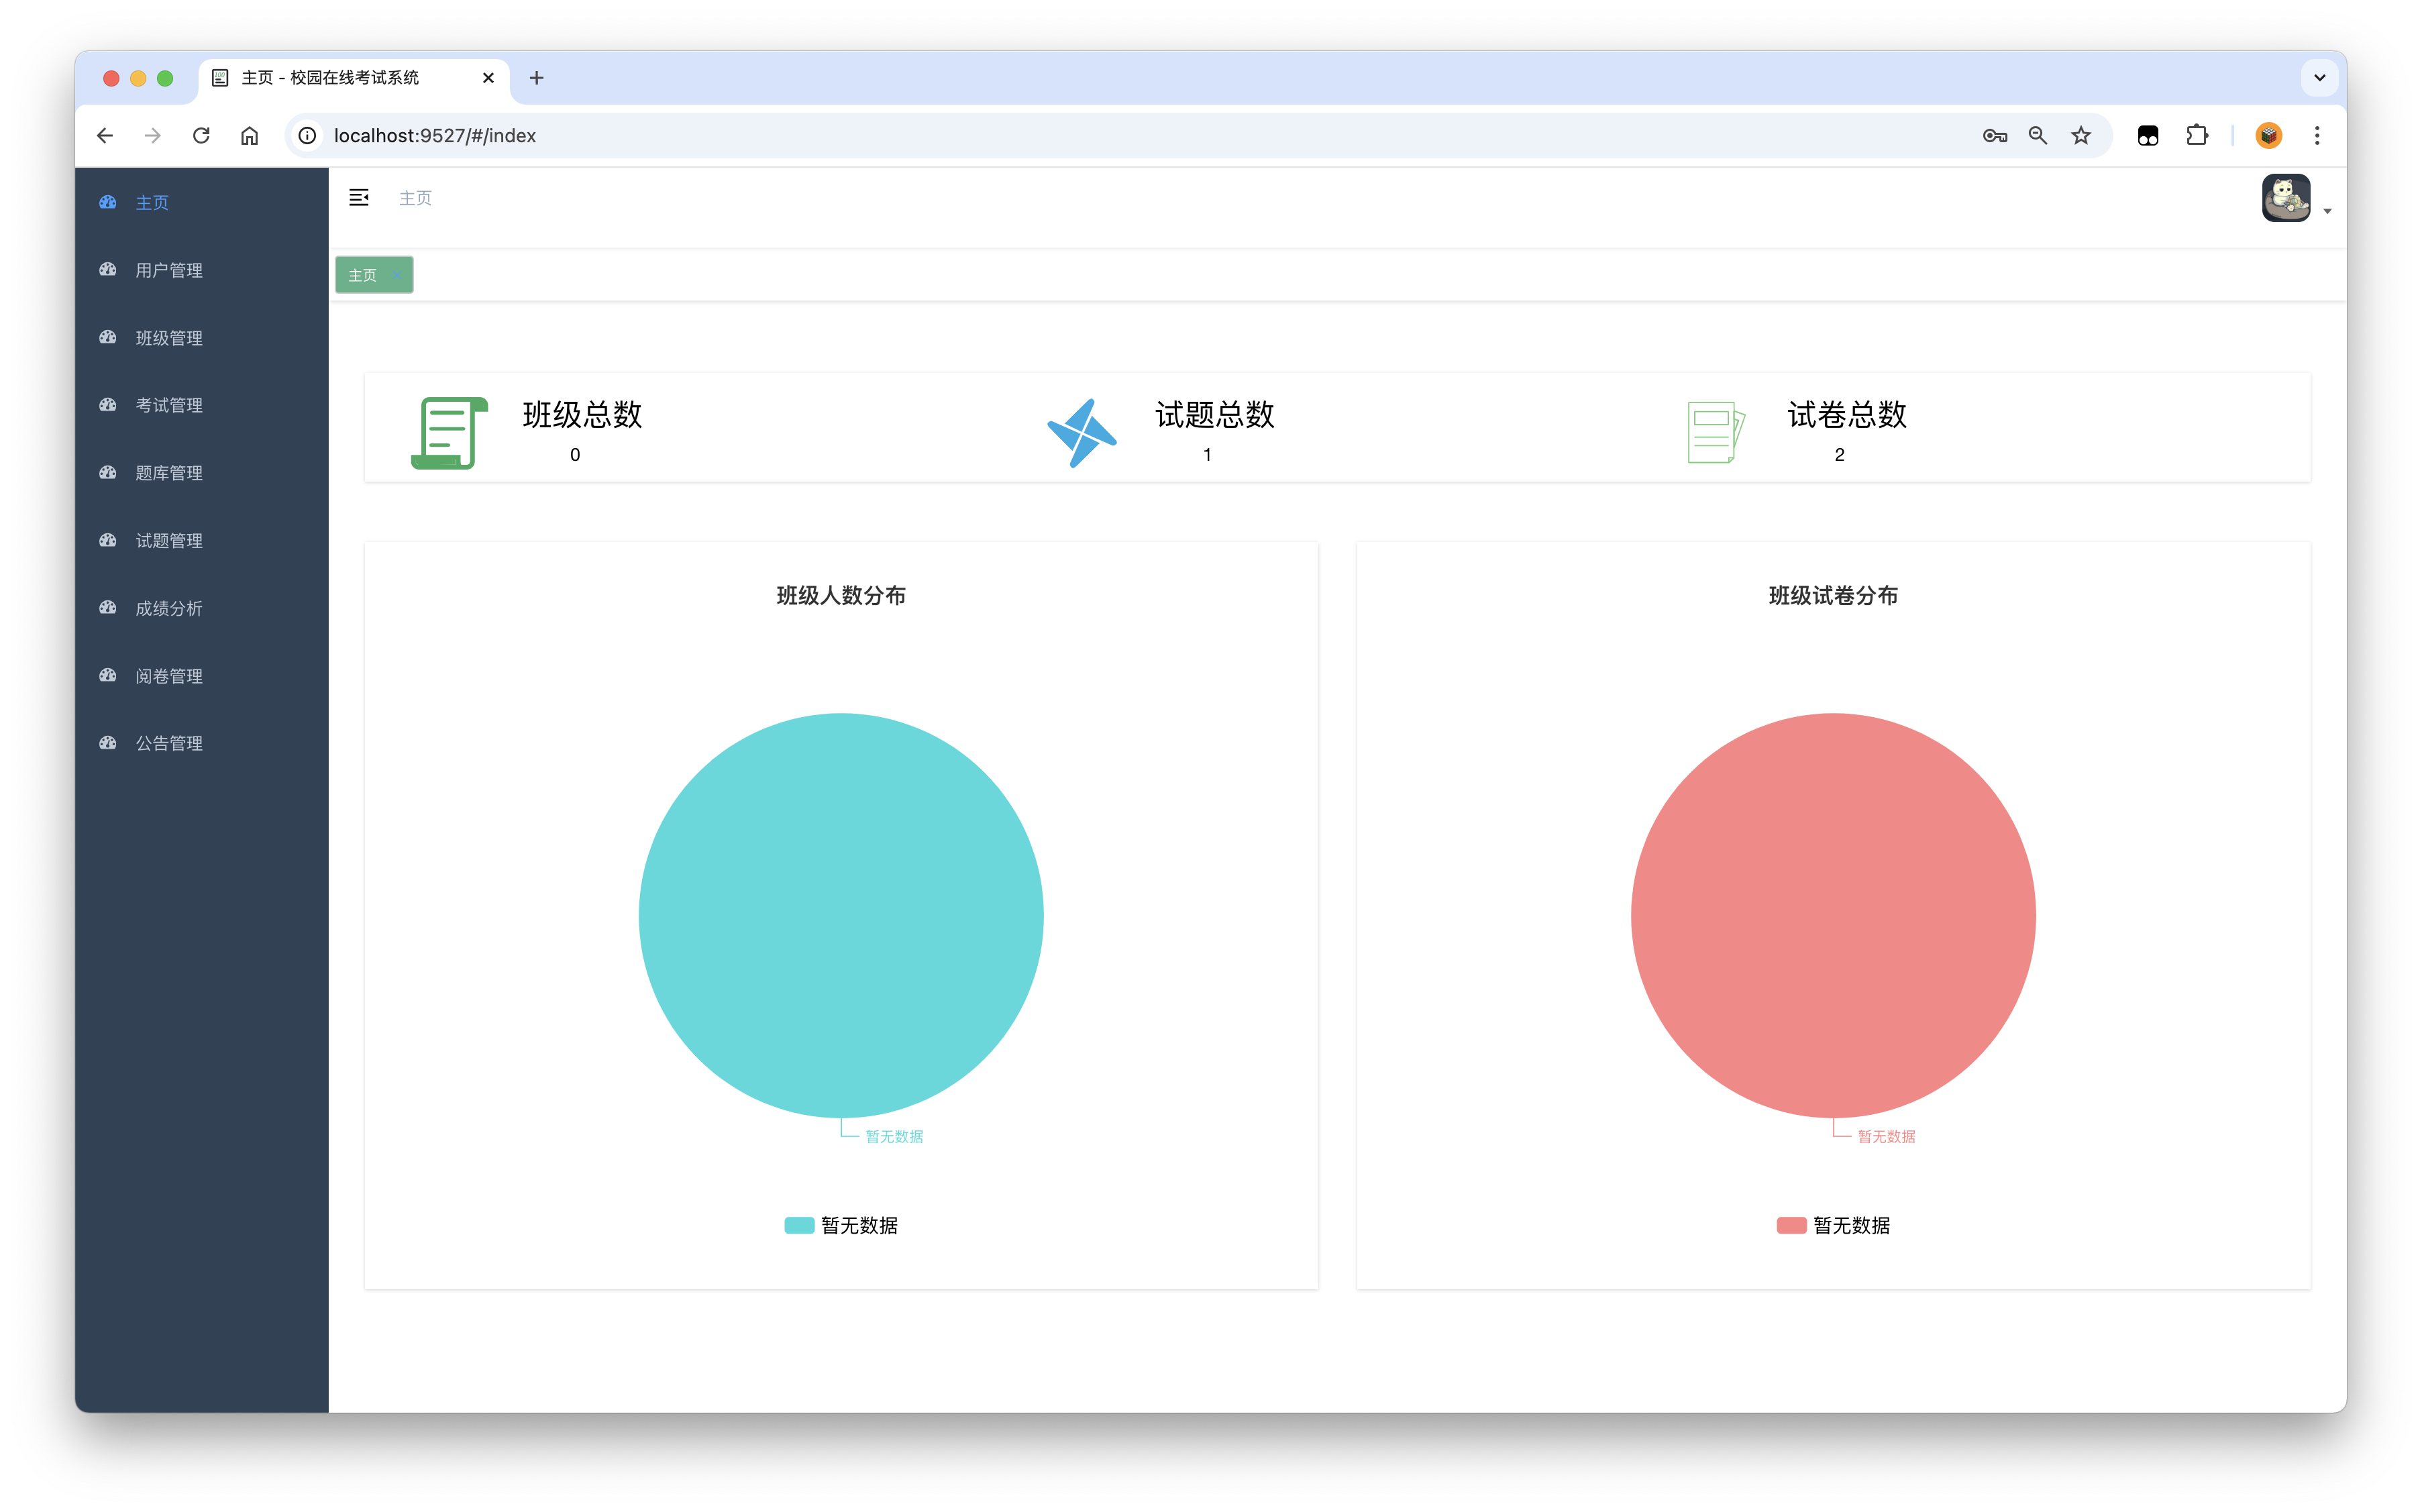 主页 - 校园在线考试系统
localhost:9527/#/index
主页
用户管理
班级管理
考试管理
题库管理
试题管理
成绩分析
阅卷管理
公告管理
主页
主页
班级总数
0
试题总数
1
试卷总数
2
班级人数分布
暂无数据
暂无数据
班级试卷分布
暂无数据
暂无数据